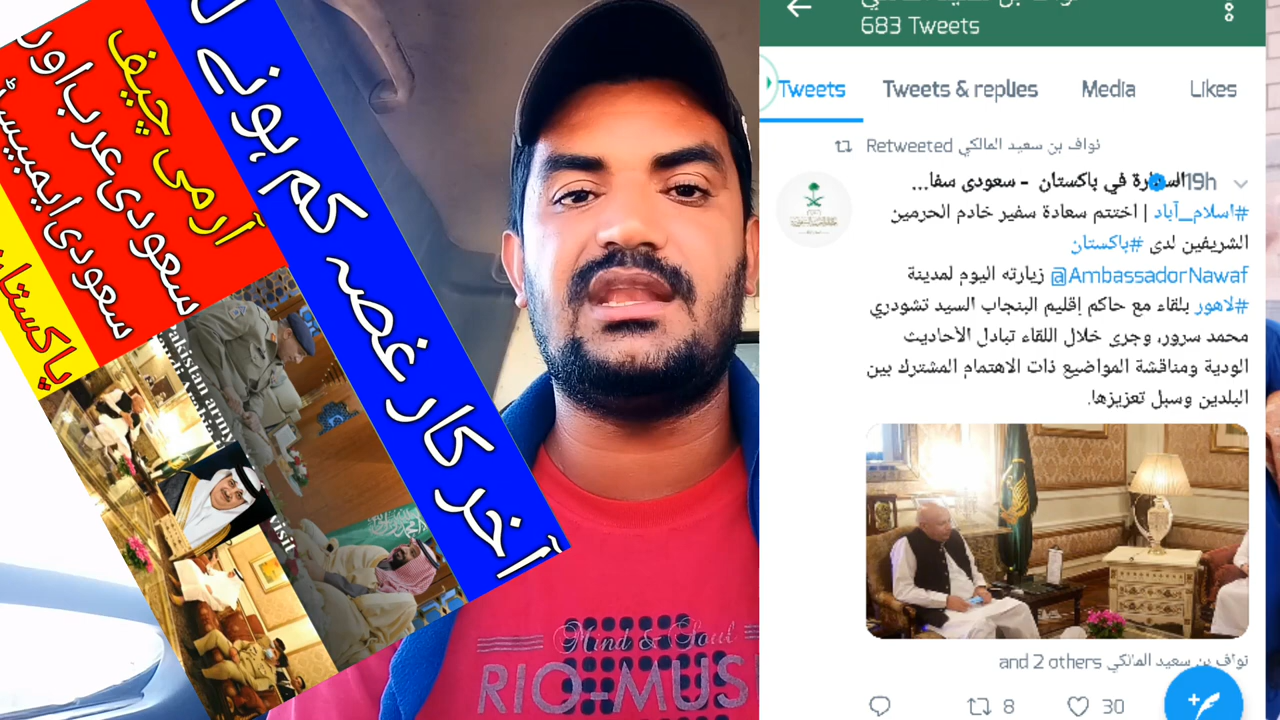 آخر کار غصہ کم ہونے
آرمی چیف
سعودی عرب اور
سعودی ایمبیسڈ
پاکستان
Pakistani army
visit
Mind & Soul
RIO-MUS
683 Tweets
Tweets
Tweets & replies
Media
Likes
نواف بن سعيد المالكي Retweeted
السفارة في باكستان - سعودی سفا...
19h
#اسلام_آباد | اختتم سعادة سفير خادم الحرمين
الشريفين لدى #باكستان
@AmbassadorNawaf زيارته اليوم لمدينة
#لاهور بلقاء مع حاكم إقليم البنجاب السيد تشودري
محمد سرور، وجرى خلال اللقاء تبادل الأحاديث
الودية ومناقشة المواضيع ذات الاهتمام المشترك بين
البلدين وسبل تعزيزها.
نواف بن سعيد المالكي and 2 others
8
30